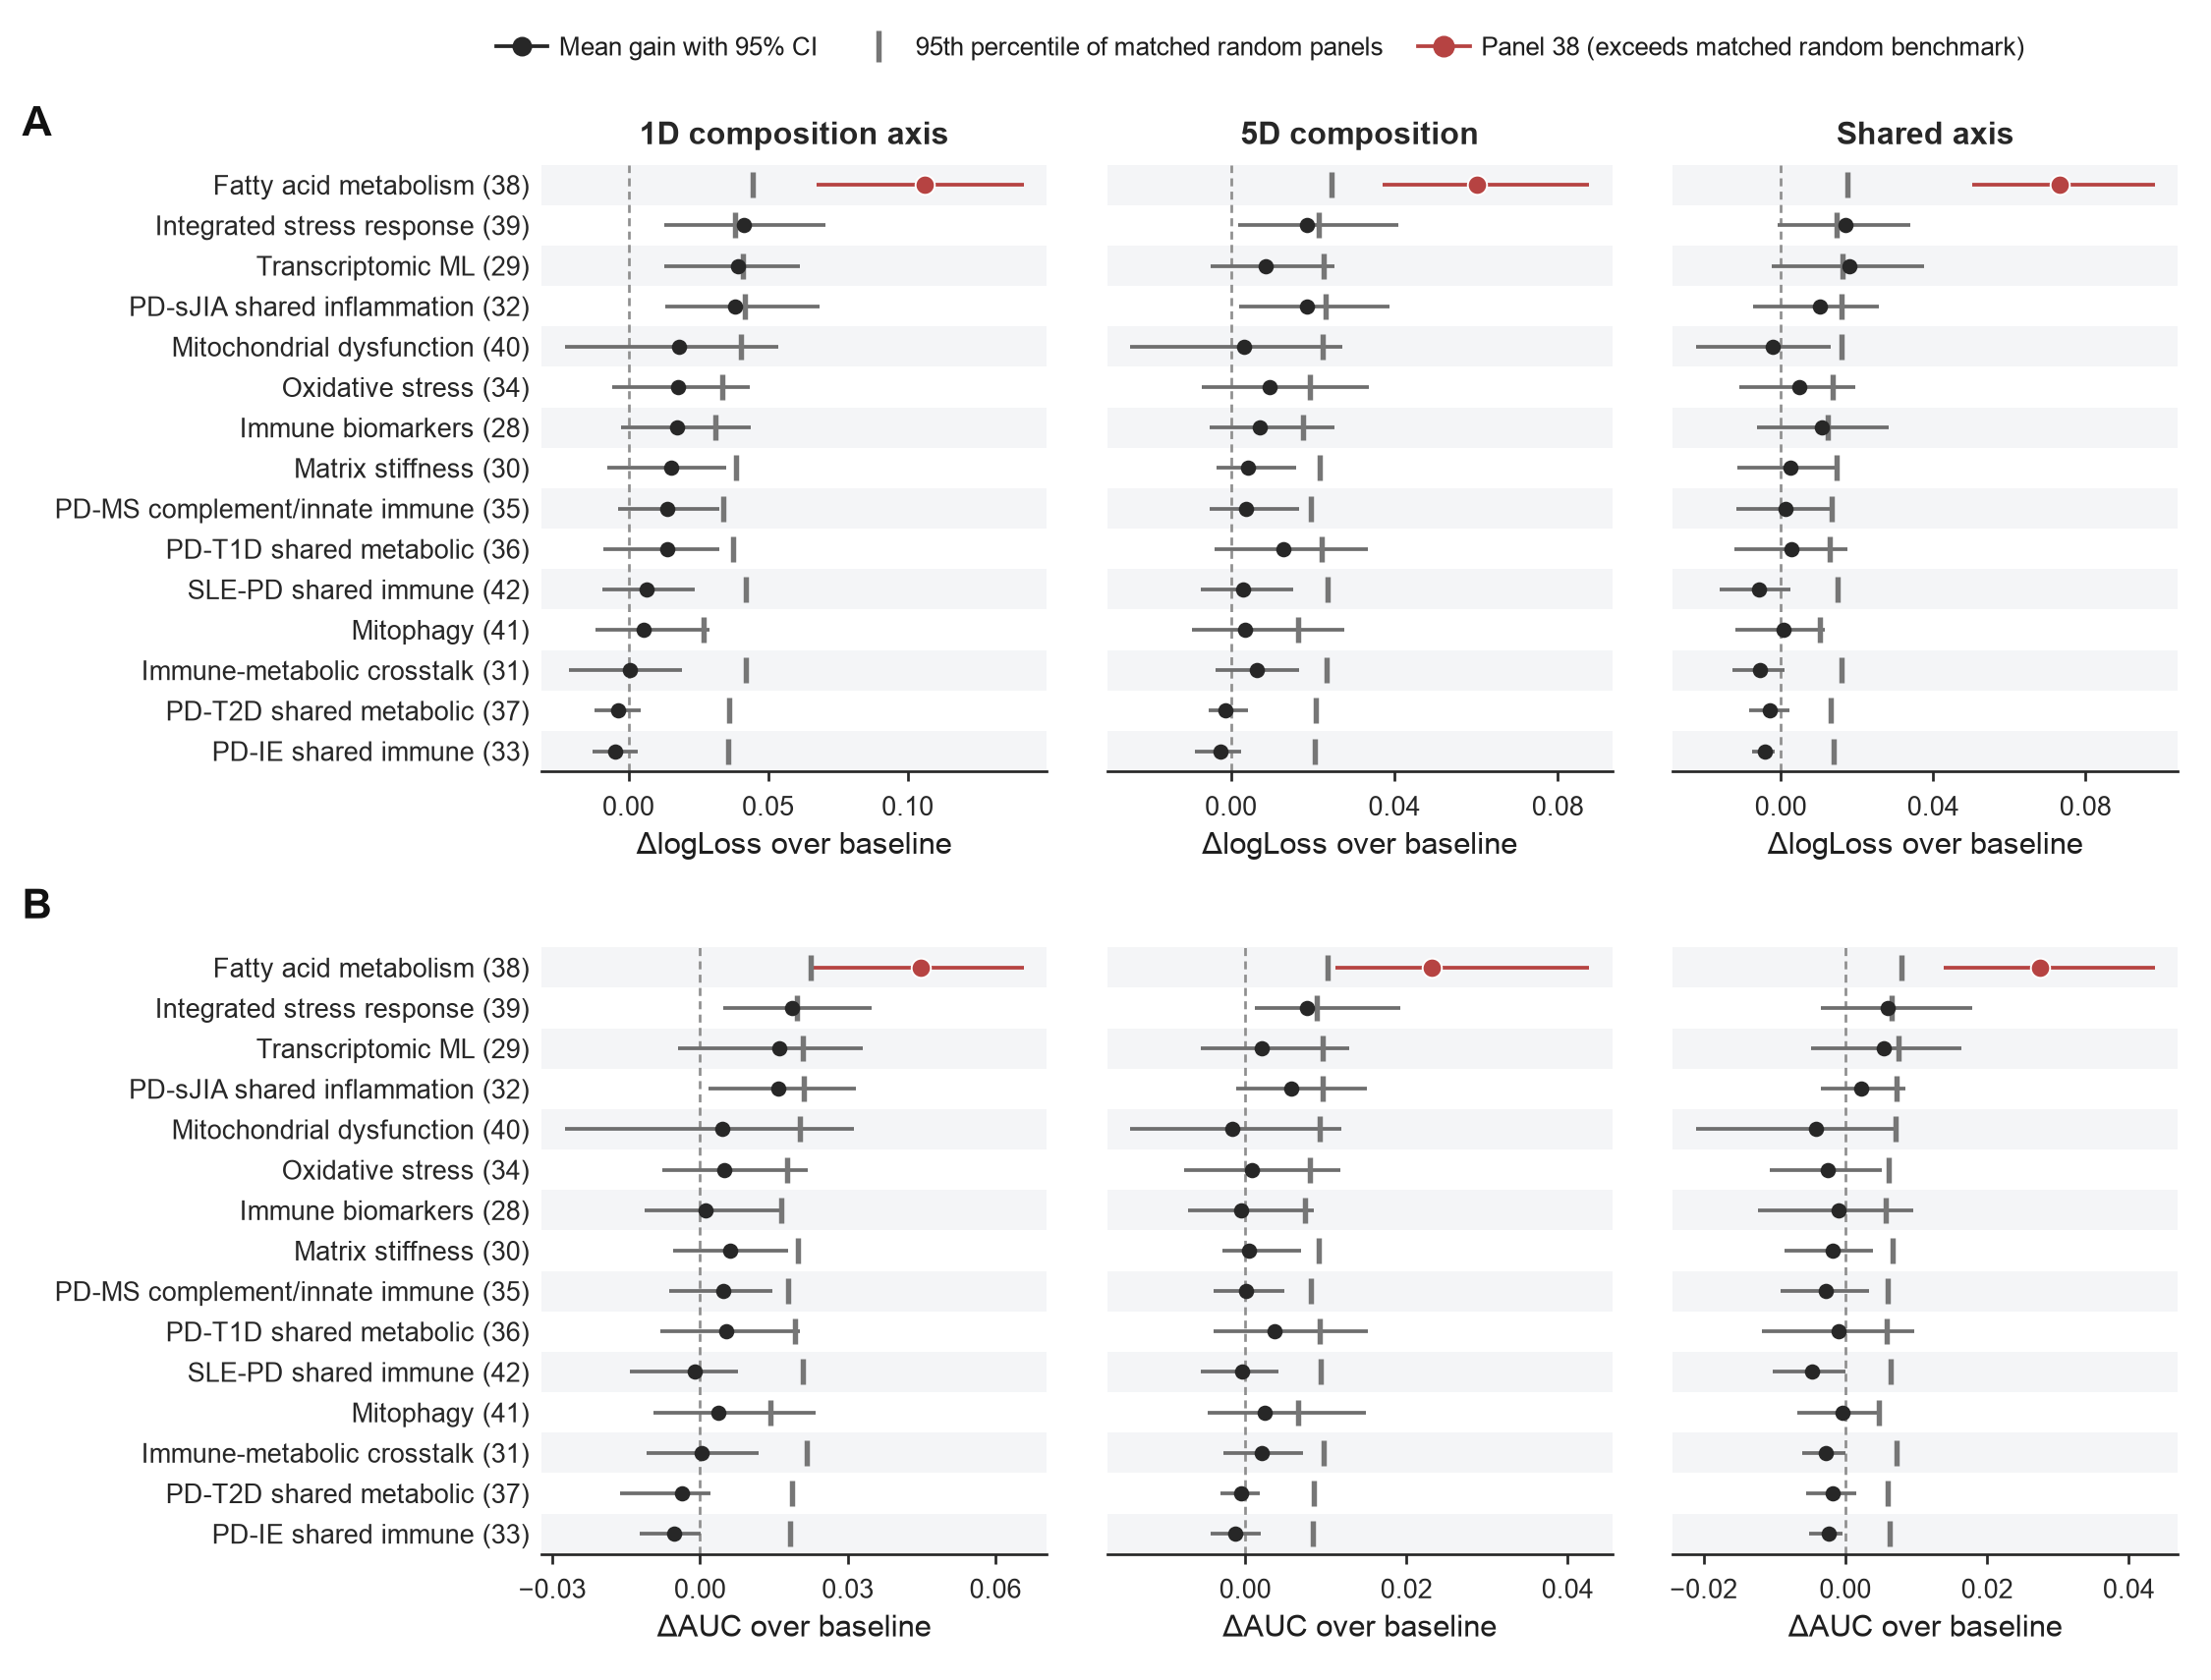 Mean gain with 95% CI 95th percentile of matched random panels Panel 38 (exceeds matched random benchmark)
A
1D composition axis 5D composition Shared axis
Fatty acid metabolism (38)
Integrated stress response (39)
Transcriptomic ML (29)
PD-sJIA shared inflammation (32)
Mitochondrial dysfunction (40)
Oxidative stress (34)
Immune biomarkers (28)
Matrix stiffness (30)
PD-MS complement/innate immune (35)
PD-T1D shared metabolic (36)
SLE-PD shared immune (42)
Mitophagy (41)
Immune-metabolic crosstalk (31)
PD-T2D shared metabolic (37)
PD-IE shared immune (33)
0.00 0.05 0.10 0.00 0.04 0.08 0.00 0.04 0.08
ΔlogLoss over baseline ΔlogLoss over baseline ΔlogLoss over baseline
B
Fatty acid metabolism (38)
Integrated stress response (39)
Transcriptomic ML (29)
PD-sJIA shared inflammation (32)
Mitochondrial dysfunction (40)
Oxidative stress (34)
Immune biomarkers (28)
Matrix stiffness (30)
PD-MS complement/innate immune (35)
PD-T1D shared metabolic (36)
SLE-PD shared immune (42)
Mitophagy (41)
Immune-metabolic crosstalk (31)
PD-T2D shared metabolic (37)
PD-IE shared immune (33)
−0.03 0.00 0.03 0.06 0.00 0.02 0.04 −0.02 0.00 0.02 0.04
ΔAUC over baseline ΔAUC over baseline ΔAUC over baseline